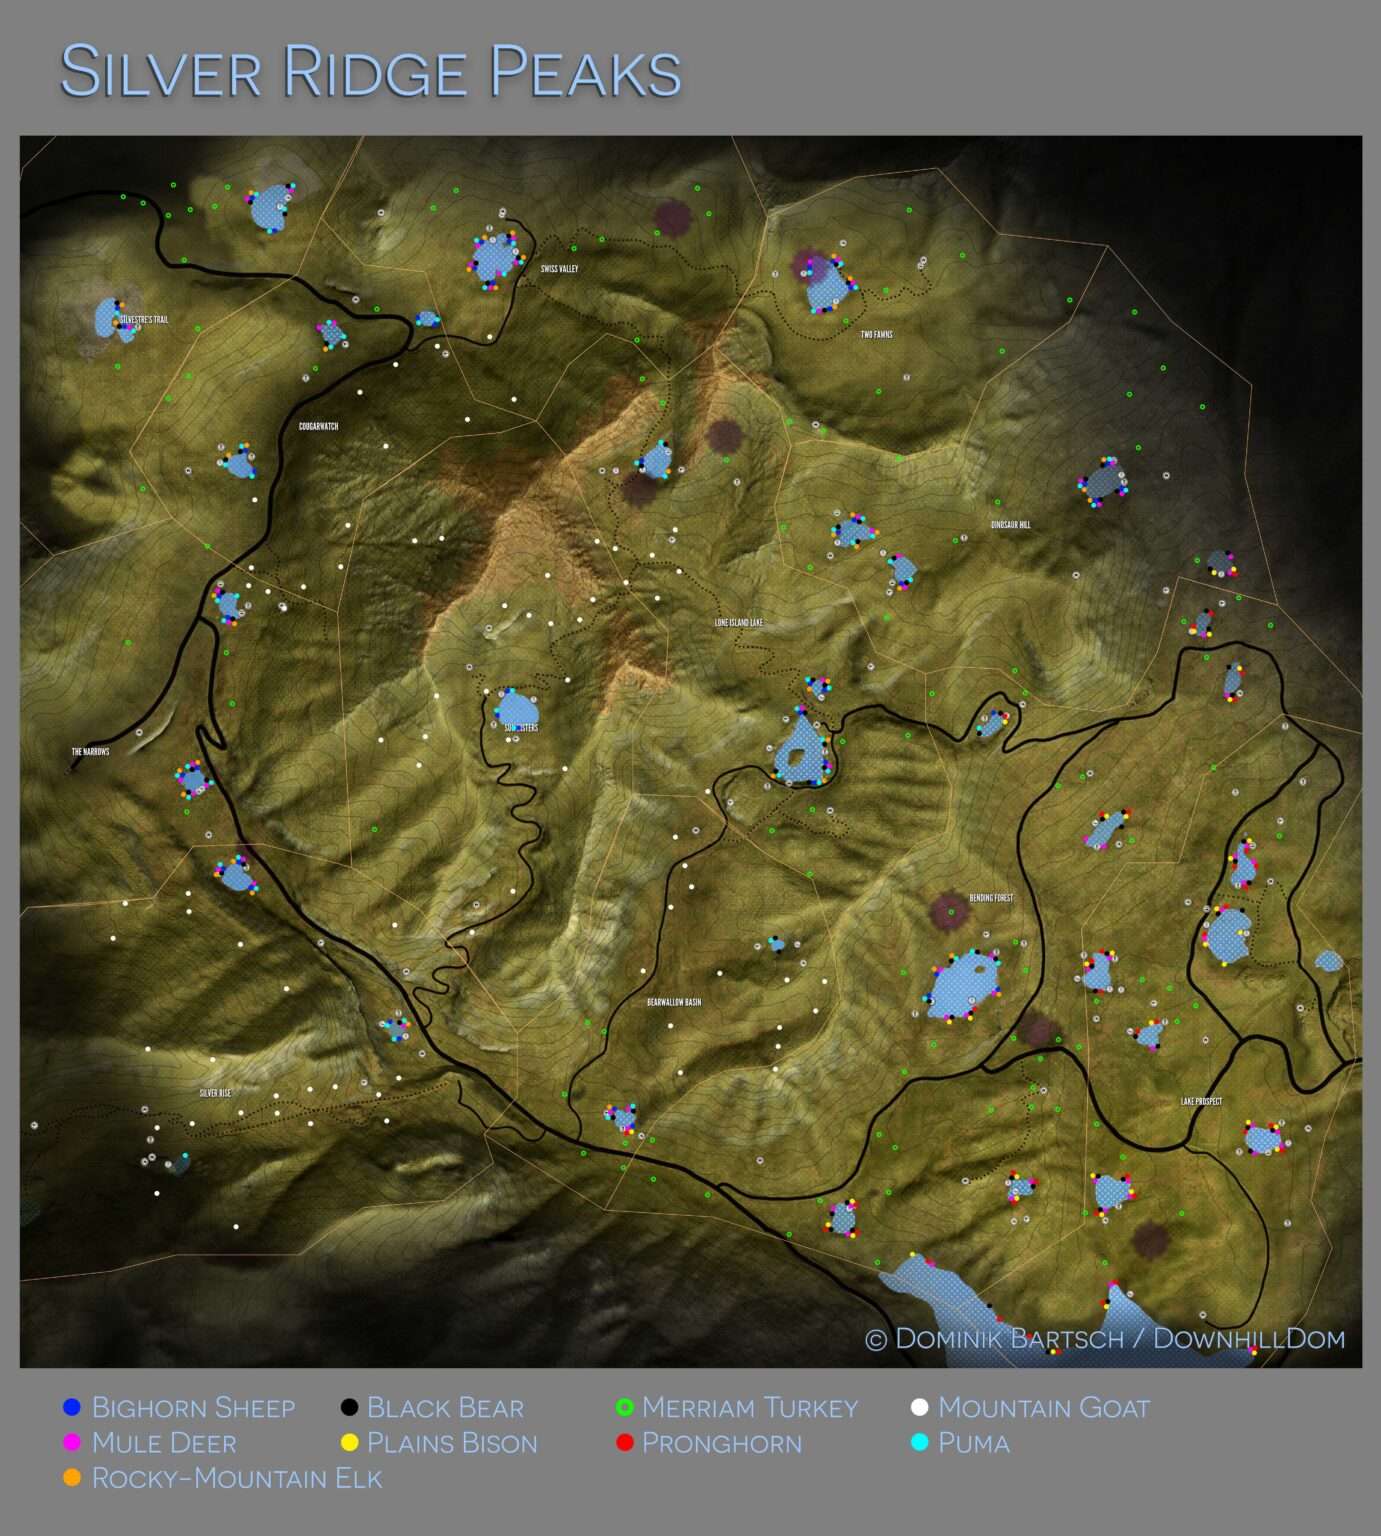 Silver Ridge Peaks
SWISS VALLEY
SILVESTRE'S TRAIL
TWO FAWNS
COUGARWATCH
DINOSAUR HILL
LONE ISLAND LAKE
THE NARROWS
BENDING FOREST
BEARWALLOW BASIN
SILVER RISE
LAKE PROSPECT
© Dominik Bartsch / DownhillDom
Bighorn Sheep Black Bear Merriam Turkey Mountain Goat
Mule Deer Plains Bison Pronghorn Puma
Rocky-Mountain Elk